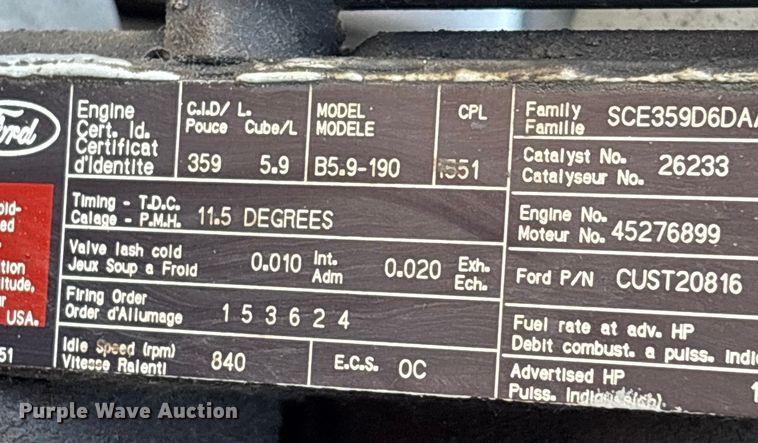 Ford
Engine
Cert. Id.
Certificat
d'Identite
C.I.D/ L.
Pouce Cube/L
359 5.9
MODEL
MODELE
B5.9-190
CPL
1551
Timing - T.D.C.
Calage - P.M.H. 11.5 DEGREES
Valve lash cold
Jeux Soup a Froid
0.010 Int.
Adm
0.020 Exh.
Ech.
Firing Order
Order d'Allumage
1 5 3 6 2 4
Idle Speed (rpm)
Vitesse Ralenti
840
E.C.S. OC
Family
Famille
SCE359D6DA
Catalyst No.
Catalyseur No.
26233
Engine No.
Moteur No. 45276899
Ford P/N CUST20816
Fuel rate at adv. HP
Debit combust. a puiss. Indi
Advertised HP
Puiss. 
USA.
51
Purple Wave Auction